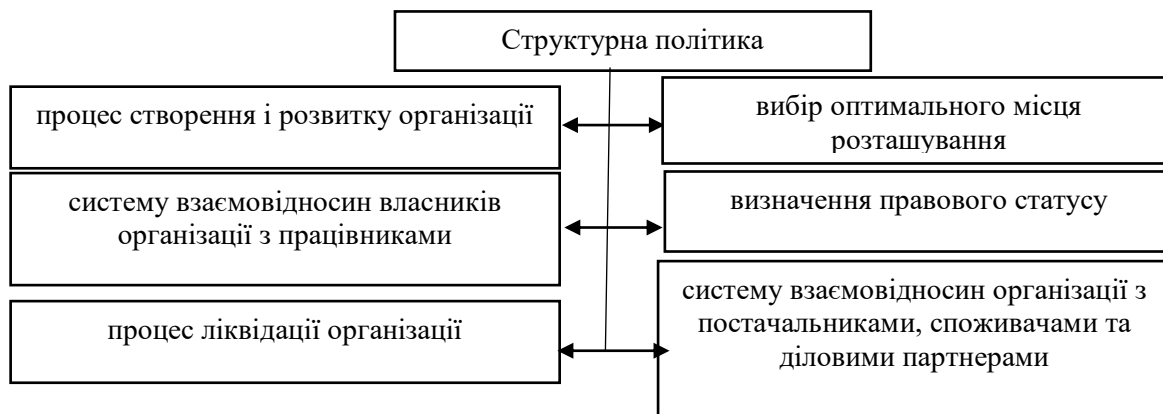 Структурна політика
процес створення і розвитку організації
вибір оптимального місця
розташування
систему взаємовідносин власників
організації з працівниками
визначення правового статусу
процес ліквідації організації
систему взаємовідносин організації з
постачальниками, споживачами та
діловими партнерами